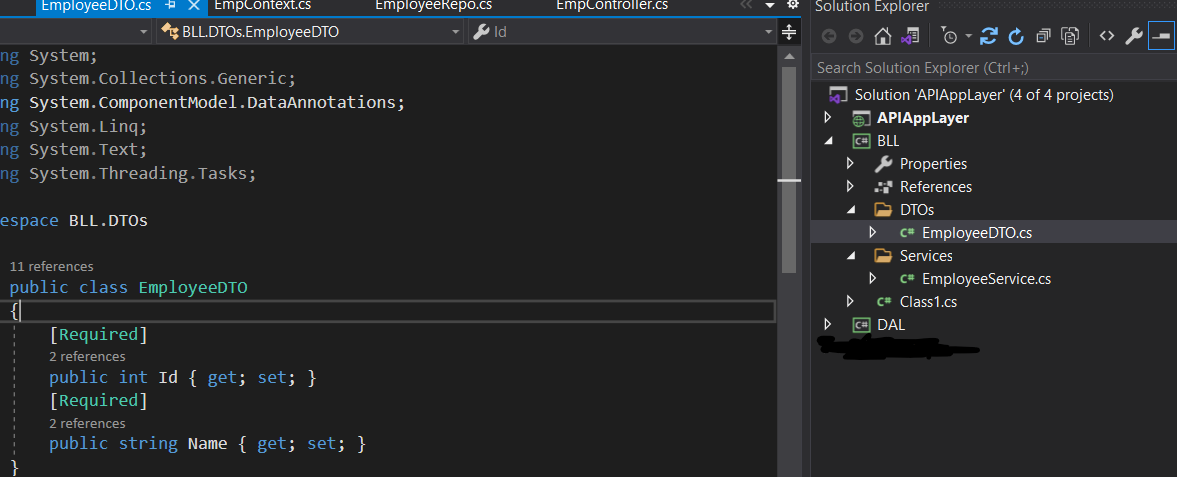 EmployeeDTO.cs EmpContext.cs EmployeeRepo.cs EmpController.cs
BLL.DTOs.EmployeeDTO Id
ng System;
ng System.Collections.Generic;
ng System.ComponentModel.DataAnnotations;
ng System.Linq;
ng System.Text;
ng System.Threading.Tasks;
espace BLL.DTOs
11 references
public class EmployeeDTO
{
[Required]
2 references
public int Id { get; set; }
[Required]
2 references
public string Name { get; set; }
}
Solution Explorer
Search Solution Explorer (Ctrl+;)
Solution 'APIAppLayer' (4 of 4 projects)
APIAppLayer
C# BLL
Properties
References
DTOs
C# EmployeeDTO.cs
Services
C# EmployeeService.cs
C# Class1.cs
C# DAL